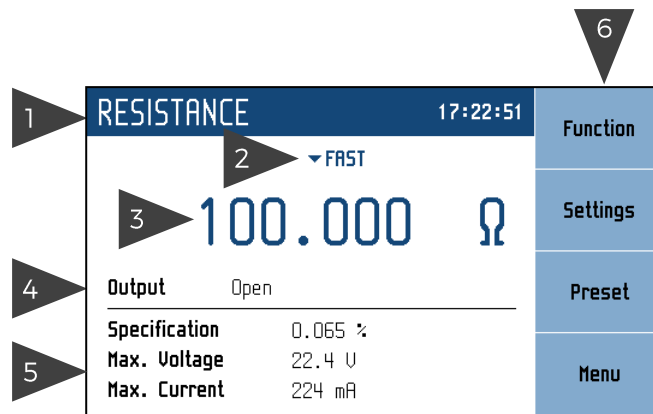 6
1
RESISTANCE 17:22:51
Function
2
FAST
3
100.000 Ω
Settings
4
Output Open
Preset
Specification 0.065 %
5
Max. Voltage 22.4 V
Max. Current 224 mA
Menu